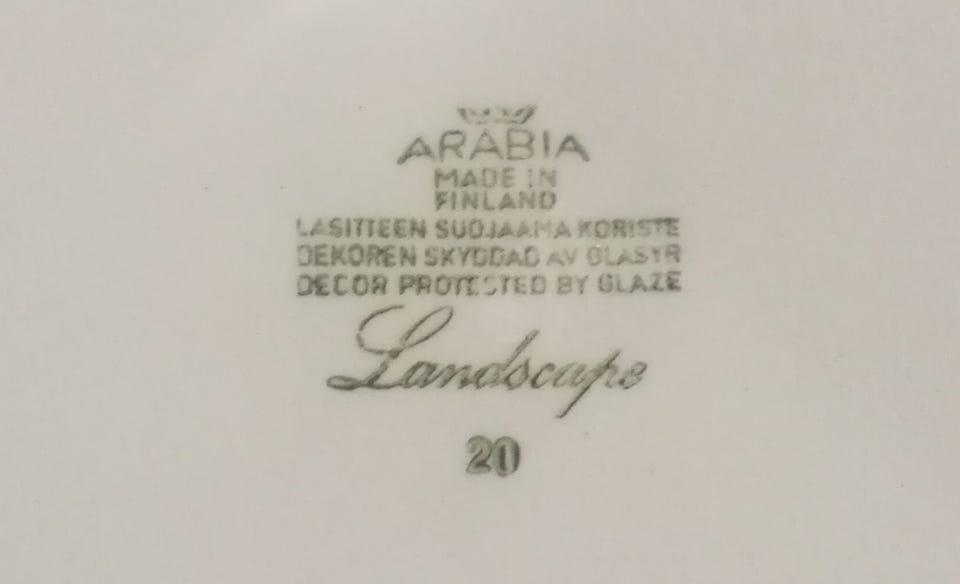 ARABIA
MADE IN
FINLAND
LASITTEEN SUOJAAMA KORISTE
DEKOREN SKYDDAD AV GLASYR
DECOR PROTECTED BY GLAZE
Landscape
20